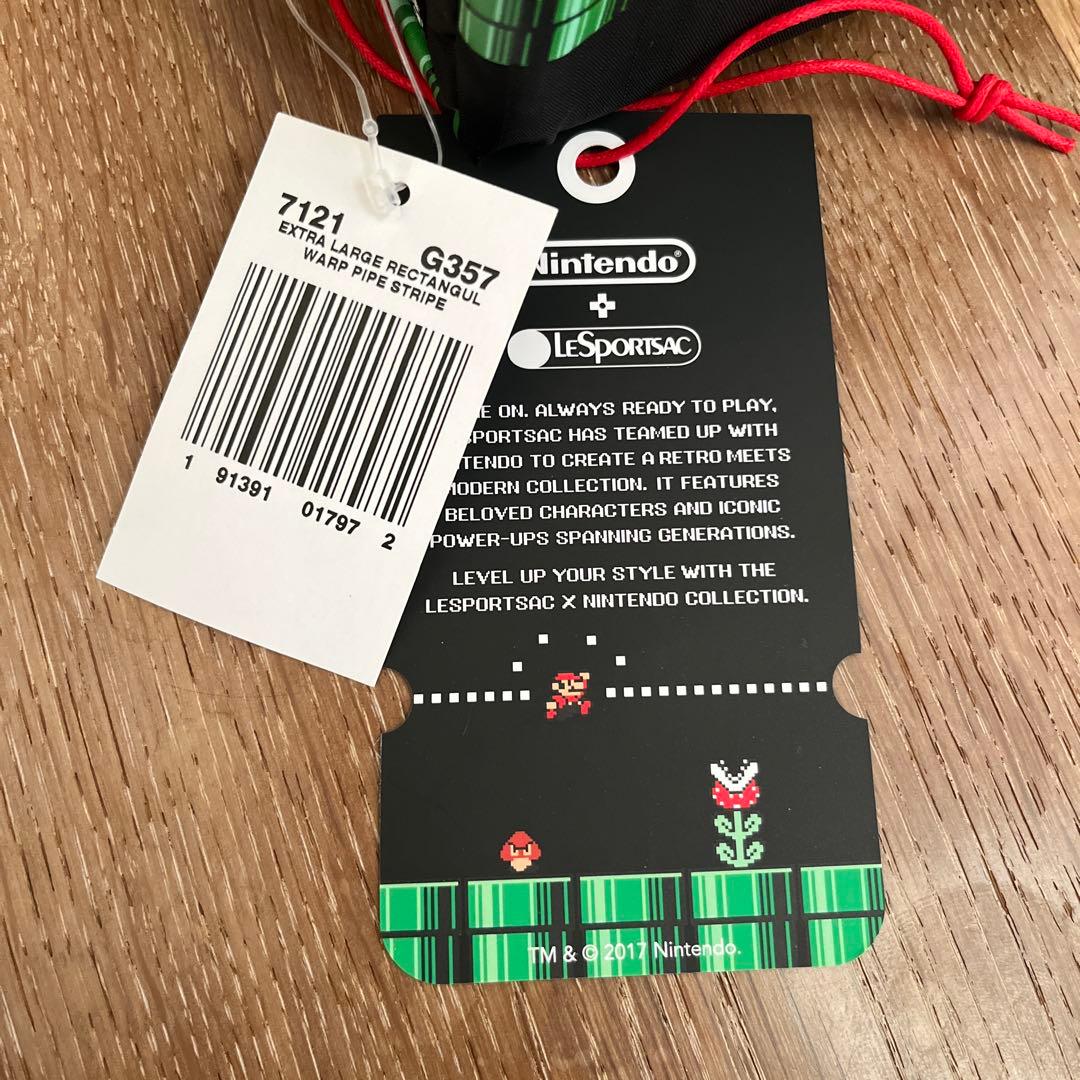 7121
G357
EXTRA LARGE RECTANGUL
WARP PIPE STRIPE
1 91391 01797 2
Nintendo®
LESPORTSAC
ON. ALWAYS READY TO PLAY,
HAS TEAMED UP WITH
TO CREATE A RETRO MEETS
MODERN COLLECTION. IT FEATURES
BELOVED CHARACTERS AND ICONIC
POWER-UPS SPANNING GENERATIONS.
LEVEL UP YOUR STYLE WITH THE
LESPORTSAC X NINTENDO COLLECTION.
TM & © 2017 Nintendo.